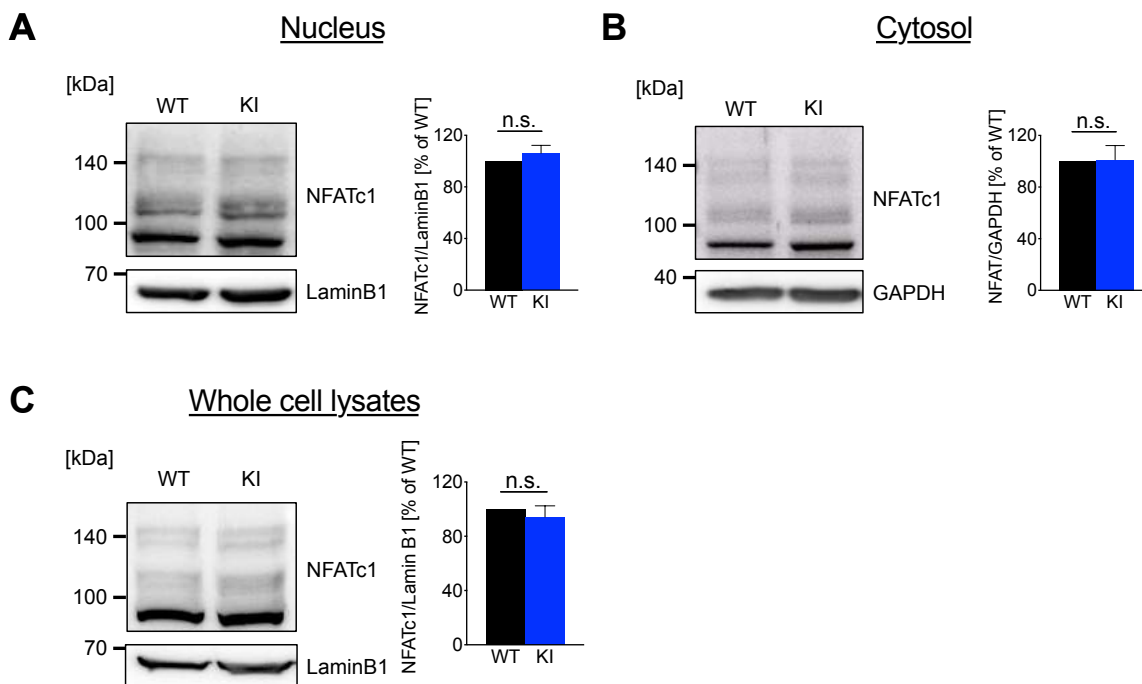 A
Nucleus
[kDa]
WT KI
140
100
70
NFATc1
LaminB1
NFATc1/LaminB1 [% of WT]
n.s.
120
80
40
0
WT KI
B
Cytosol
[kDa]
WT KI
140
100
40
NFATc1
GAPDH
NFAT/GAPDH [% of WT]
n.s.
120
80
40
0
WT KI
C
Whole cell lysates
[kDa]
WT KI
140
100
70
NFATc1
LaminB1
NFATc1/Lamin B1 [% of WT]
n.s.
120
80
40
0
WT KI